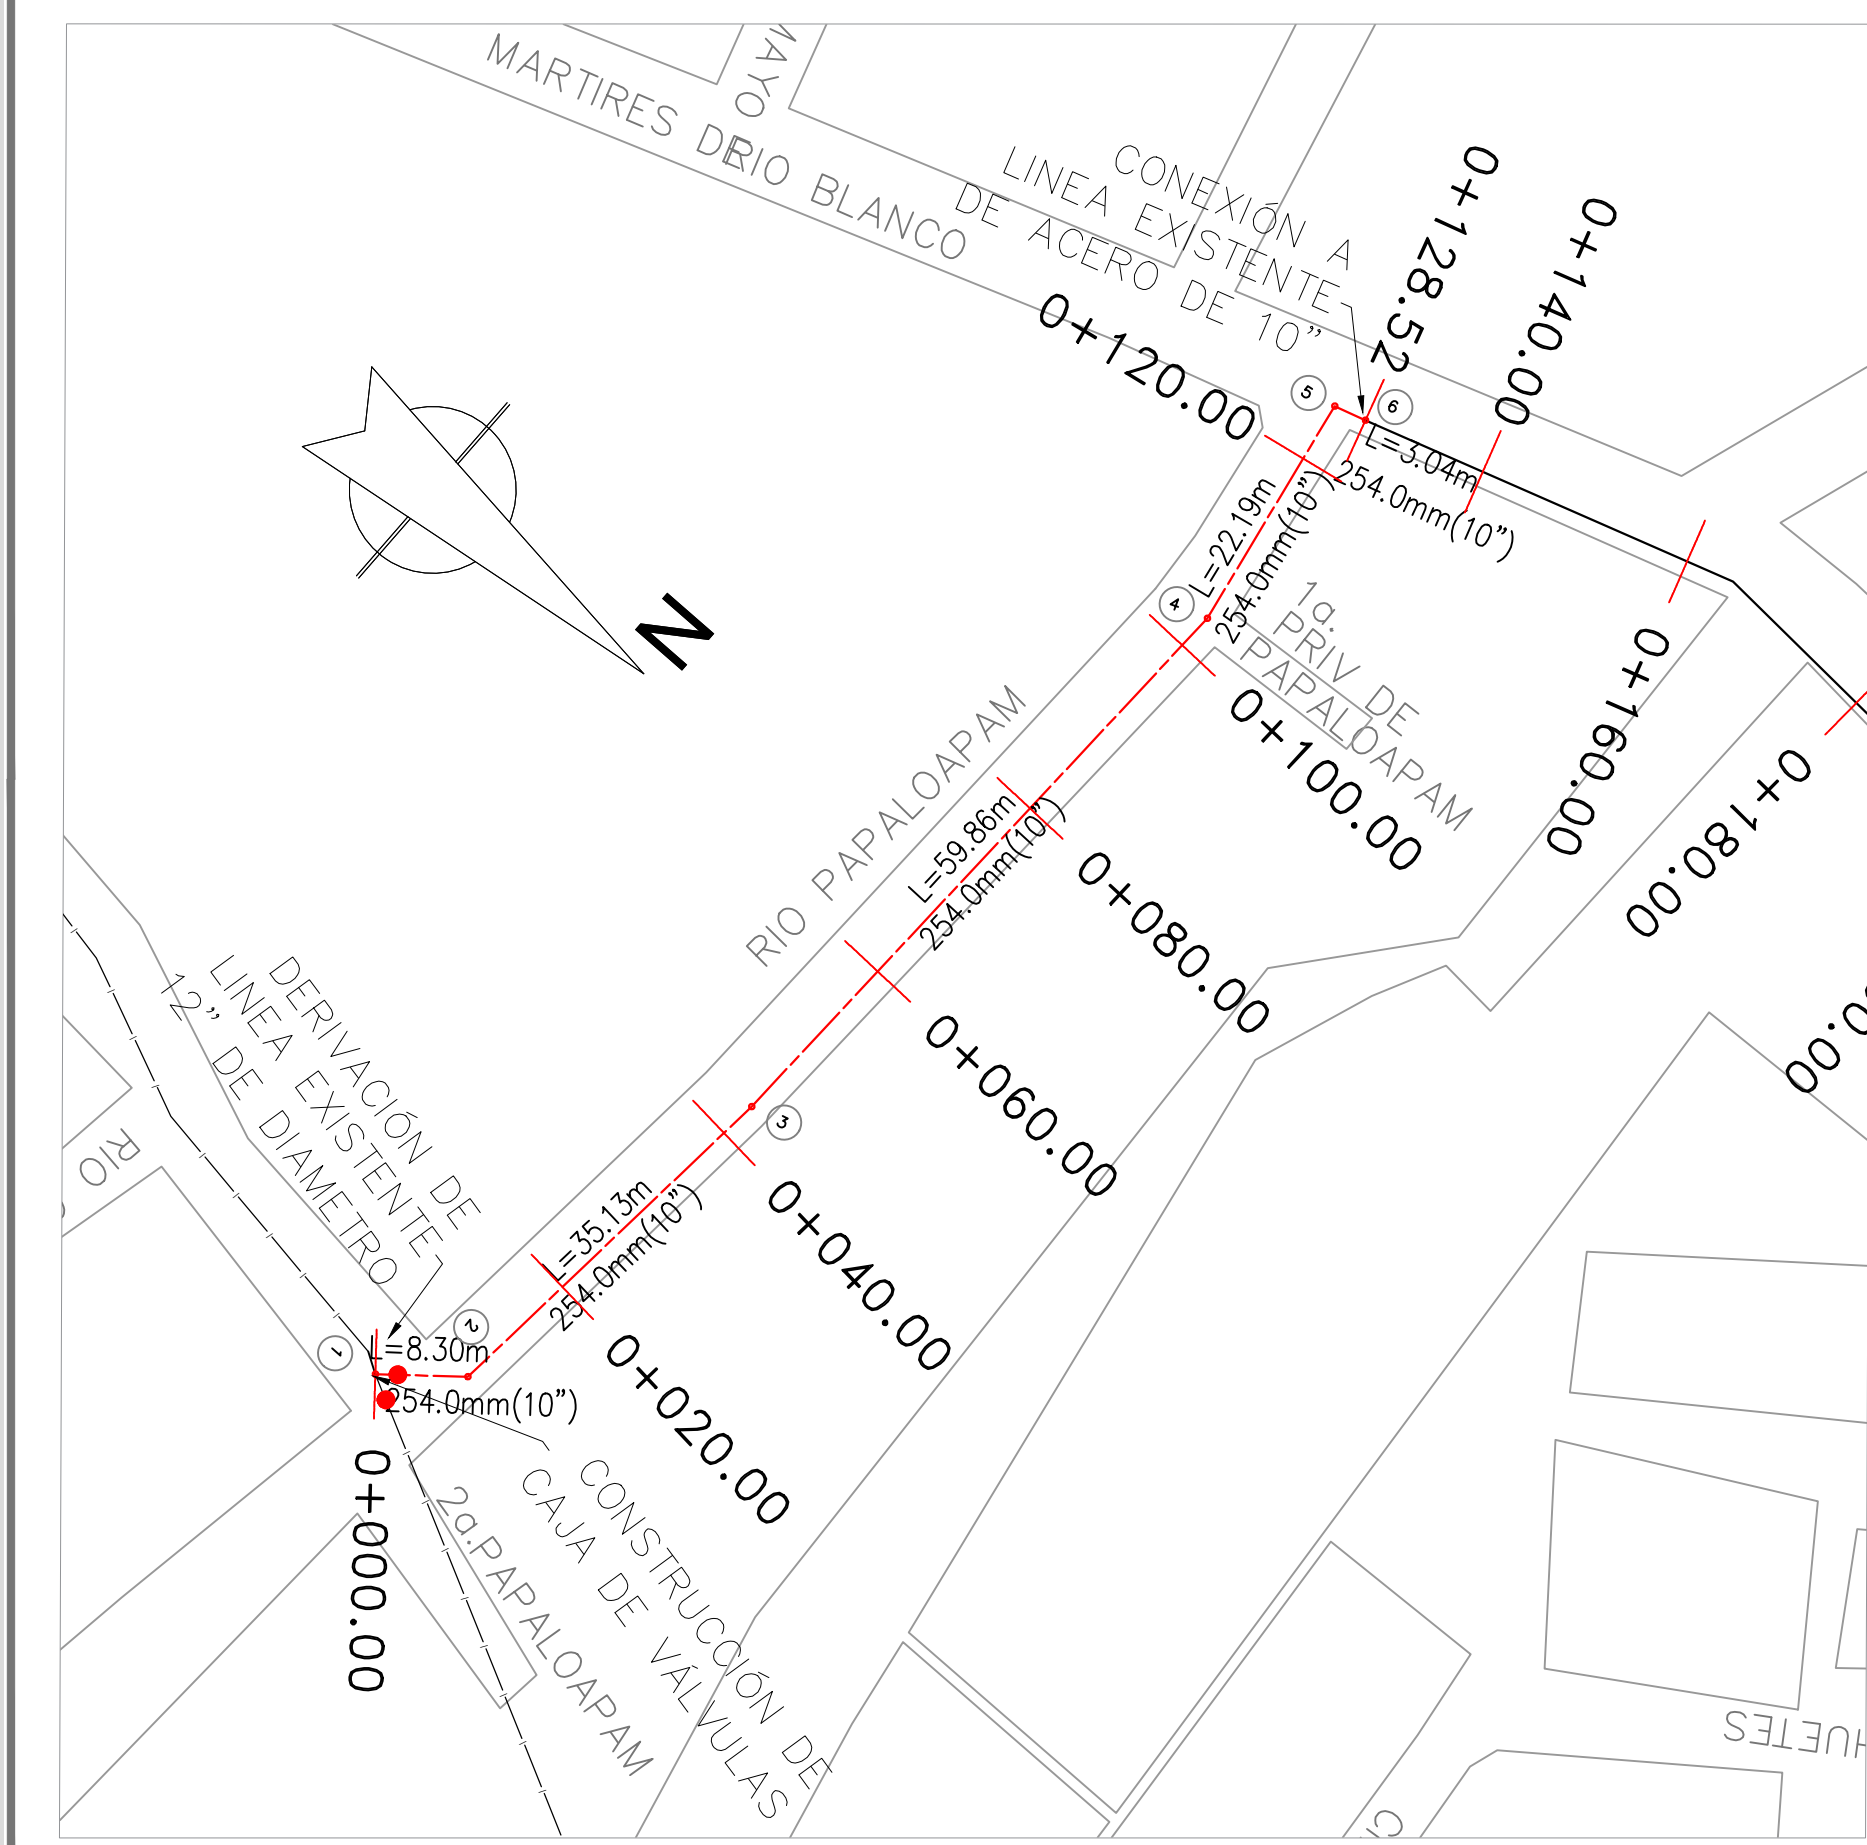 MARTIRES DE
RIO BLANCO
MAYO
CONEXIÓN A
LINEA EXISTENTE
DE ACERO DE 10”
0+128.52
0+140.00
0+120.00
5
6
L=3.04m
254.0mm(10”)
L=22.19m
254.0mm(10”)
4
1a.
PRIV DE
PAPALOAPAM
N
0+100.00
0+160.00
0+180.00
RIO PAPALOAPAM
L=59.86m
254.0mm(10”)
0+080.00
0+060.00
3
0+040.00
DERIVACIÓN DE
LINEA EXISTENTE
12” DE DIAMETRO
RIO
L=35.13m
254.0mm(10”)
0+020.00
2
1
L=8.30m
254.0mm(10”)
0+000.00
CONSTRUCCIÓN DE
CAJA DE VÁLVULAS
2a.PAPALOAPAM